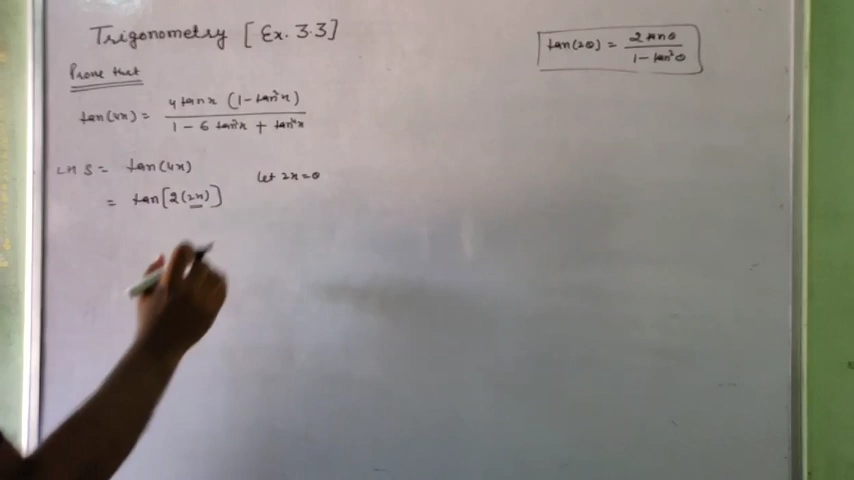 Trigonometry [Ex. 3.3]
tan(2θ) = 2 tanθ / 1 - tan²θ
Prove that
tan(4x) = 4 tan x (1 - tan²x) / 1 - 6 tan²x + tan⁴x
LHS = tan(4x)
let 2x = θ
= tan[2(2x)]